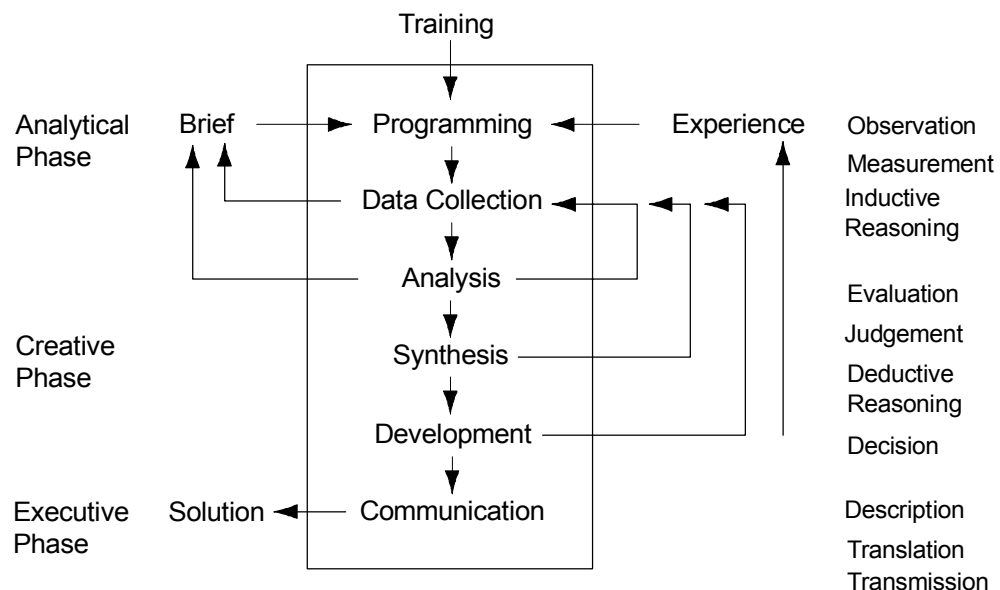 Training
Analytical
Phase
Brief
Programming
Experience
Observation
Measurement
Data Collection
Inductive
Reasoning
Analysis
Evaluation
Creative
Phase
Synthesis
Judgement
Deductive
Reasoning
Development
Decision
Executive
Phase
Solution
Communication
Description
Translation
Transmission